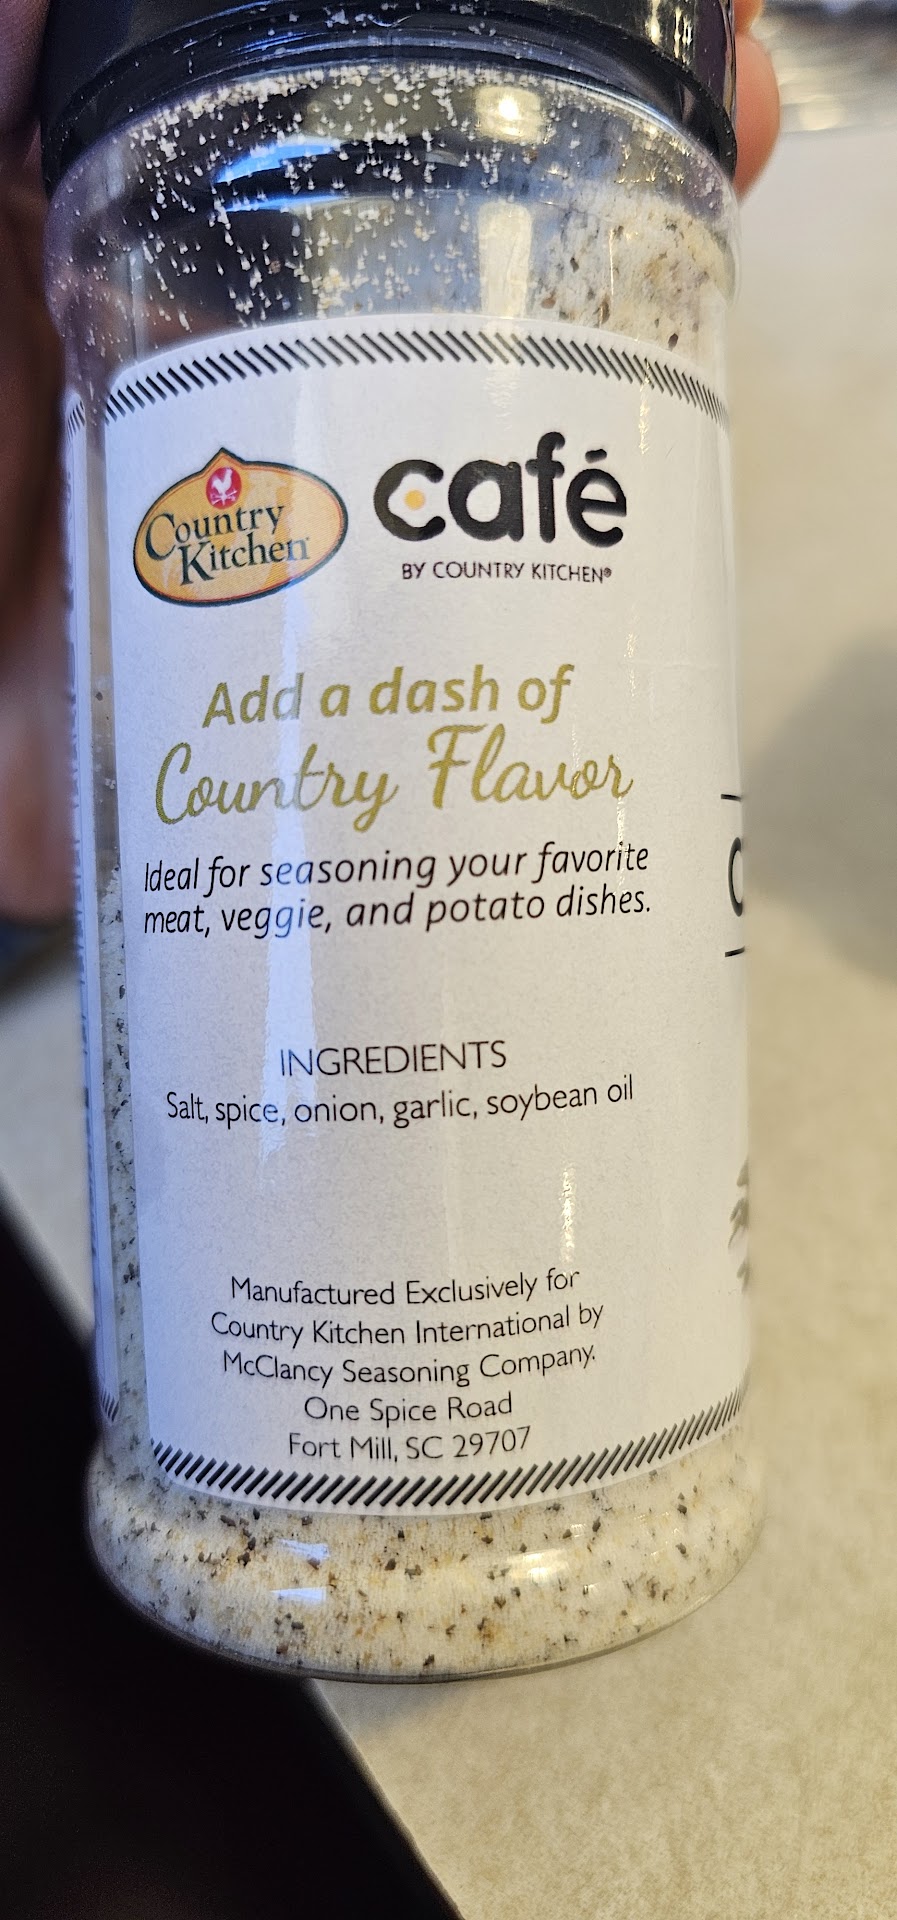 Country
Kitchen
café
BY COUNTRY KITCHEN®
Add a dash of
Country Flavor
Ideal for seasoning your favorite
meat, veggie, and potato dishes.
INGREDIENTS
Salt, spice, onion, garlic, soybean oil
Manufactured Exclusively for
Country Kitchen International by
McClancy Seasoning Company.
One Spice Road
Fort Mill, SC 29707